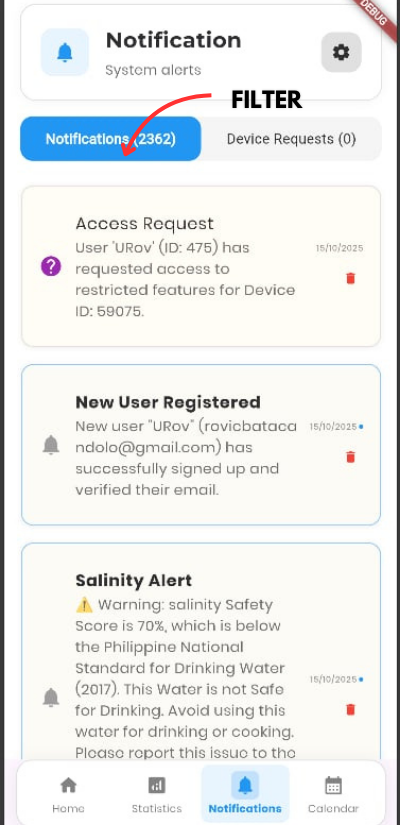 DEBUG
Notification
System alerts
FILTER
Notifications (2362)
Device Requests (0)
Access Request
User 'URov' (ID: 475) has
15/10/2025
requested access to
restricted features for Device
ID: 59075.
New User Registered
New user "URov" (rovicbataca
15/10/2025
ndolo@gmail.com) has
successfully signed up and
verified their email.
Salinity Alert
⚠️ Warning: salinity Safety
Score is 70%, which is below
the Philippine National
Standard for Drinking Water
15/10/2025
(2017). This Water is not Safe
for Drinking. Avoid using this
water for drinking or cooking.
Please report this issue to the
Home
Statistics
Notifications
Calendar